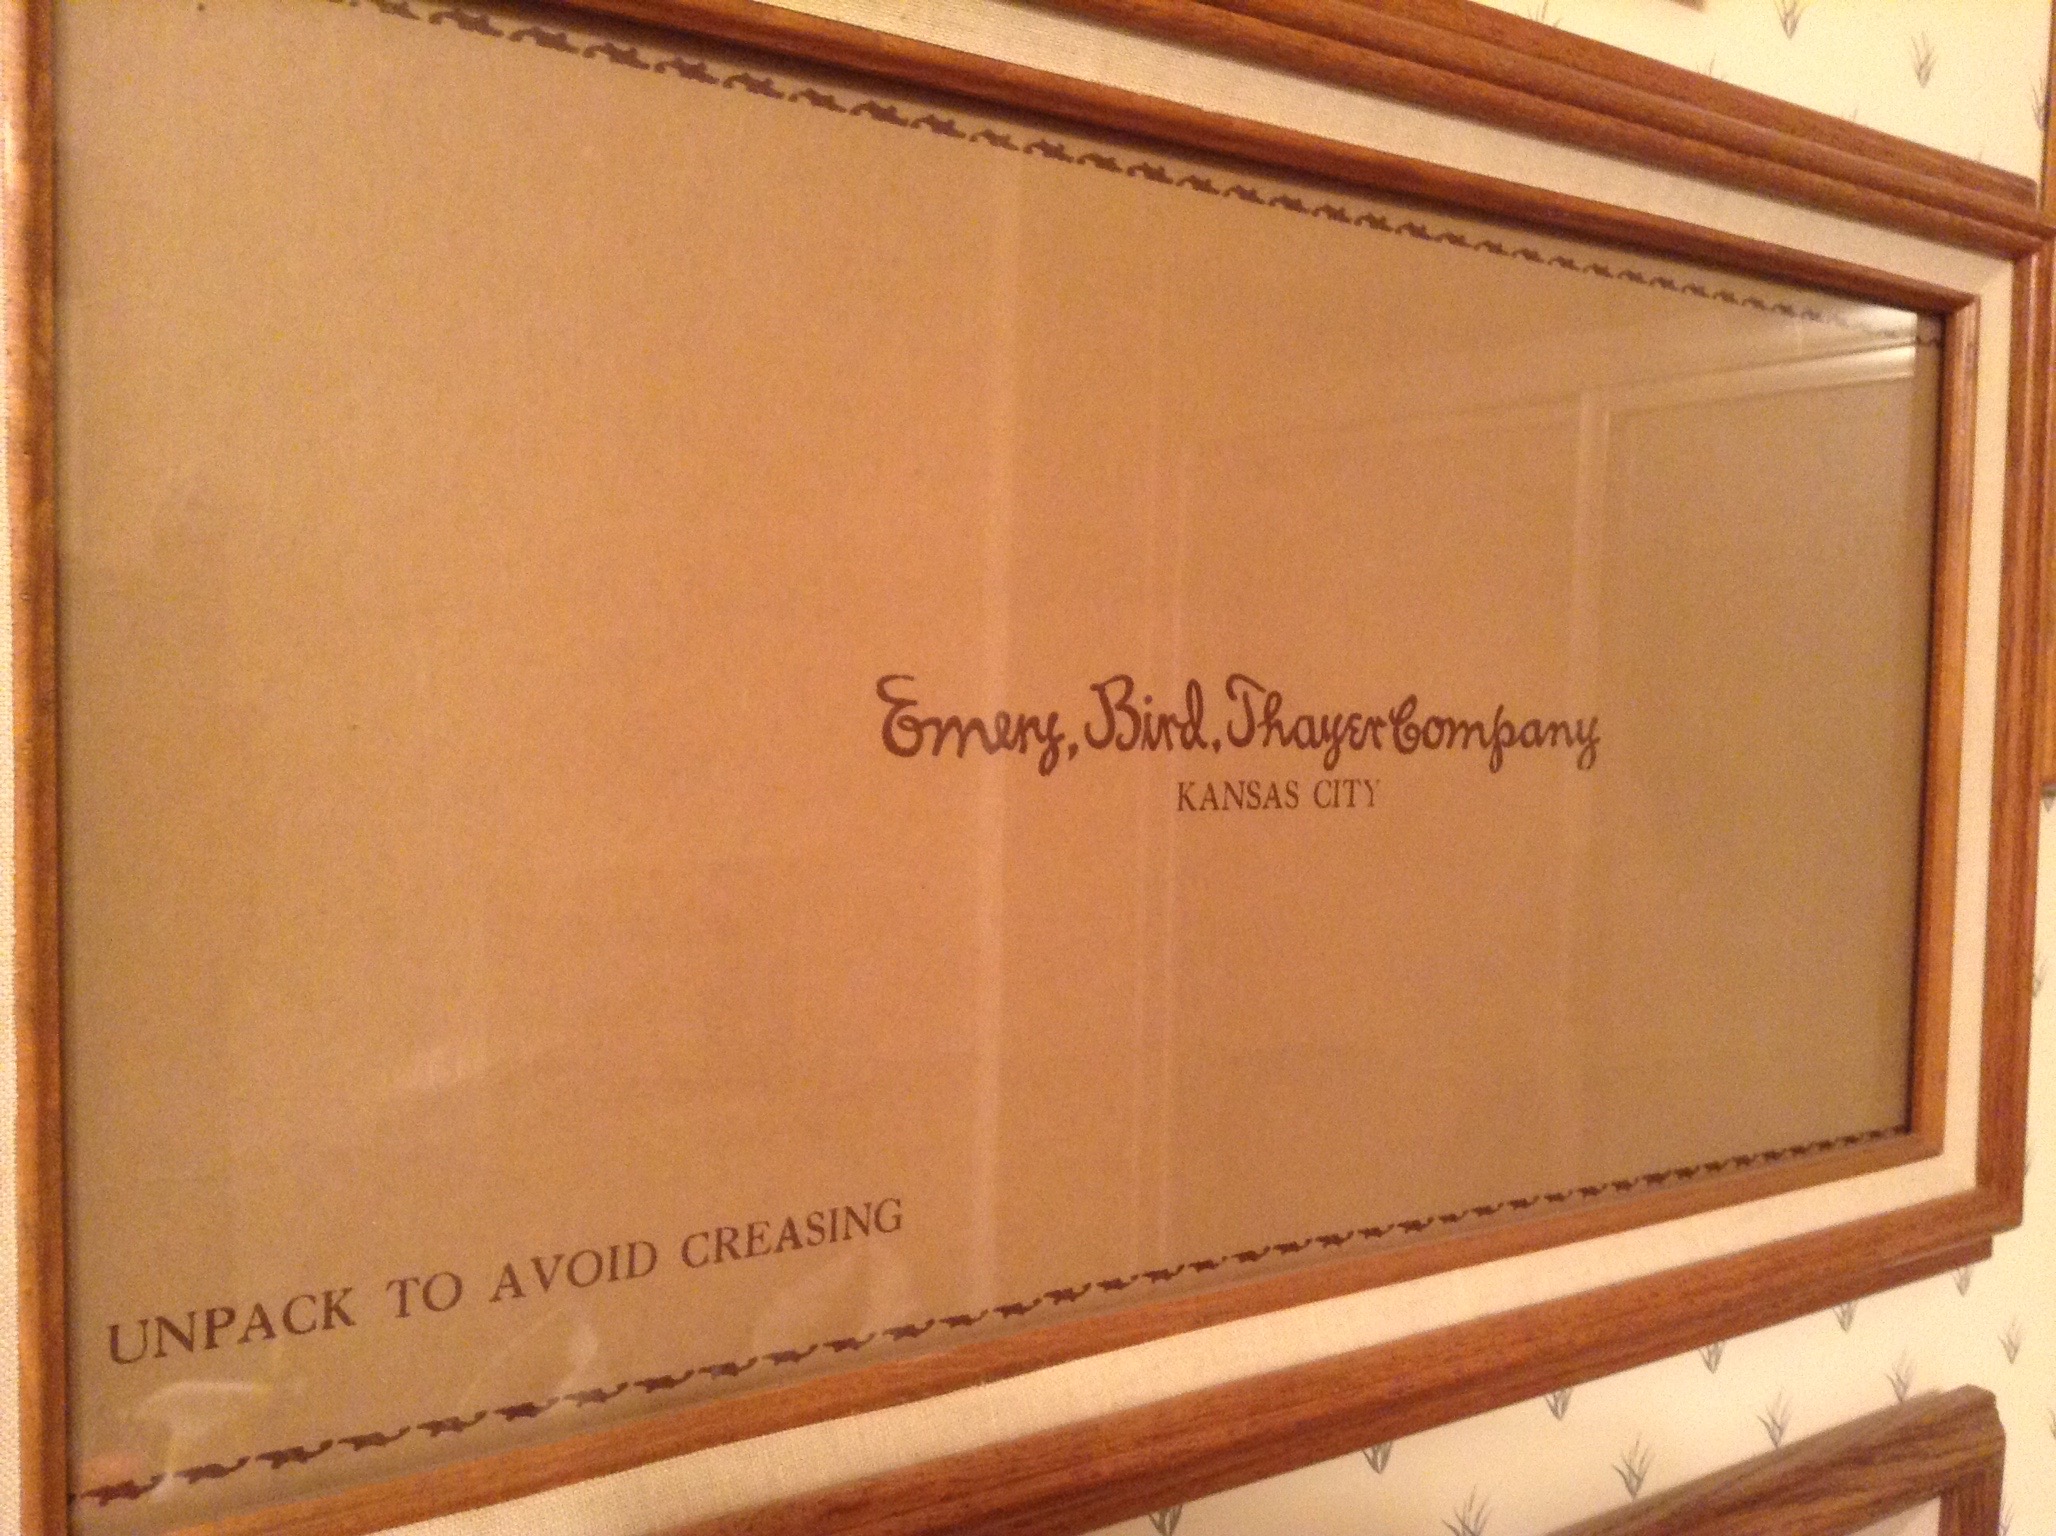 Emery, Bird, Thayer Company
KANSAS CITY
UNPACK TO AVOID CREASING